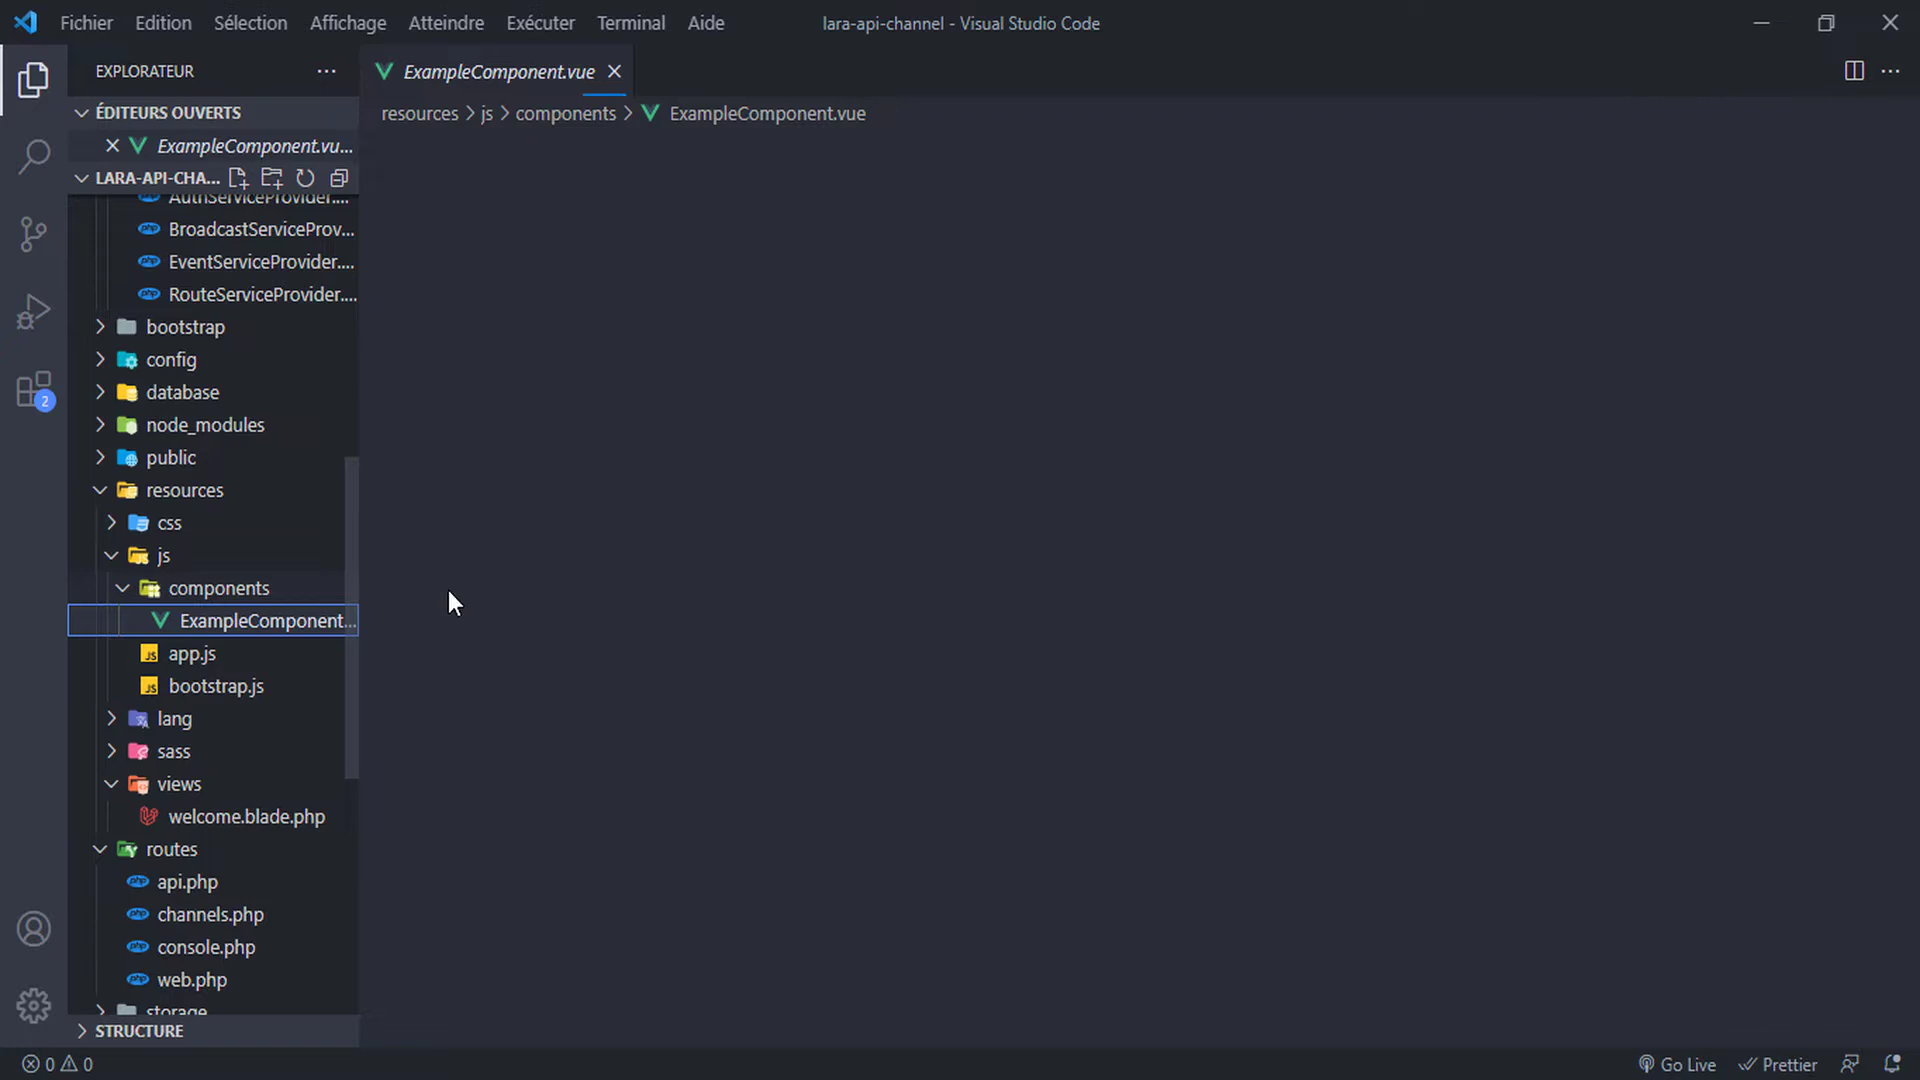 Fichier Edition Sélection Affichage Atteindre Exécuter Terminal Aide
lara-api-channel - Visual Studio Code
EXPLORATEUR
ExampleComponent.vue
ÉDITEURS OUVERTS
resources > js > components > ExampleComponent.vue
ExampleComponent.vu...
LARA-API-CHA...
AuthServiceProvider....
BroadcastServiceProv...
EventServiceProvider....
RouteServiceProvider....
bootstrap
config
database
node_modules
public
resources
css
js
components
ExampleComponent...
app.js
bootstrap.js
lang
sass
views
welcome.blade.php
routes
api.php
channels.php
console.php
web.php
storage
STRUCTURE
2
0 0
Go Live
Prettier